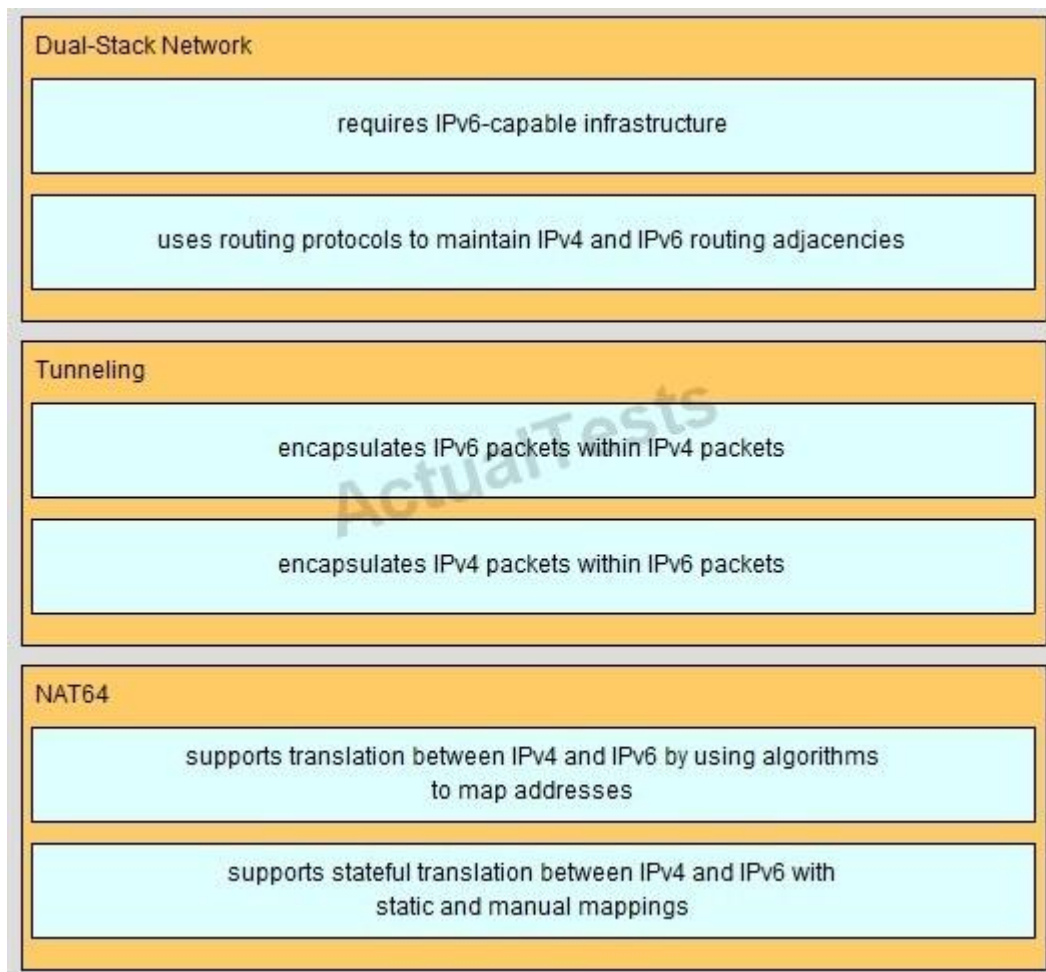 Dual-Stack Network
requires IPv6-capable infrastructure
uses routing protocols to maintain IPv4 and IPv6 routing adjacencies
Tunneling
encapsulates IPv6 packets within IPv4 packets
ActualTests
encapsulates IPv4 packets within IPv6 packets
NAT64
supports translation between IPv4 and IPv6 by using algorithms
to map addresses
supports stateful translation between IPv4 and IPv6 with
static and manual mappings